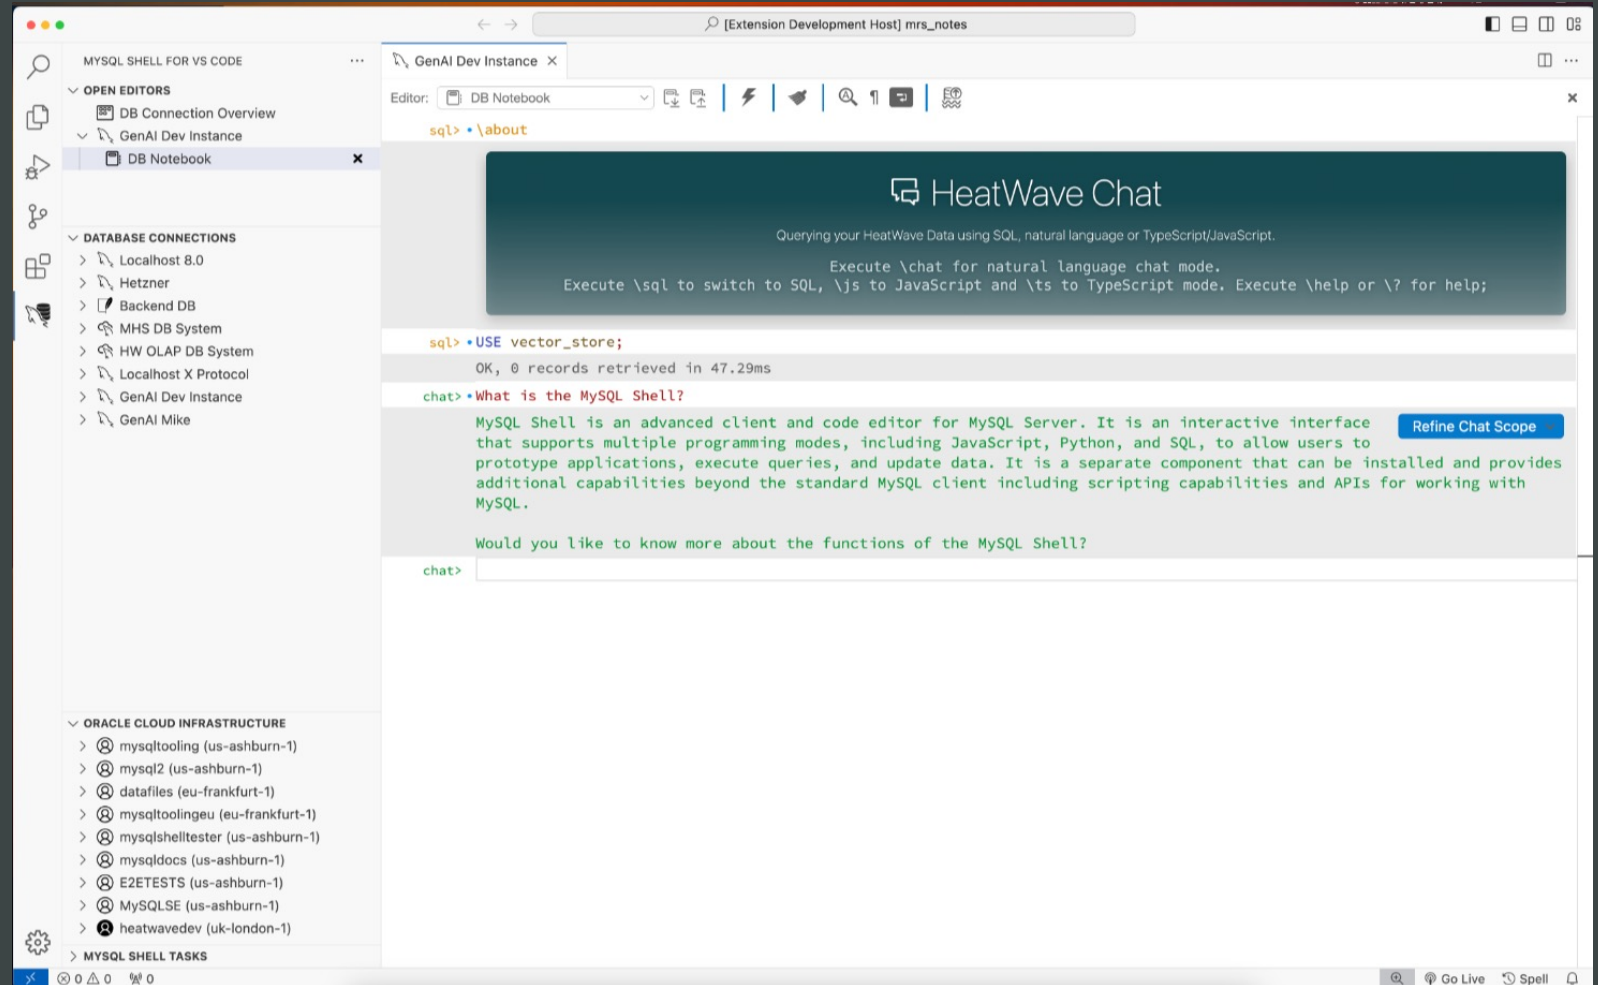 [Extension Development Host] mrs_notes
MYSQL SHELL FOR VS CODE
OPEN EDITORS
DB Connection Overview
GenAI Dev Instance
DB Notebook
DATABASE CONNECTIONS
Localhost 8.0
Hetzner
Backend DB
MHS DB System
HW OLAP DB System
Localhost X Protocol
GenAI Dev Instance
GenAI Mike
ORACLE CLOUD INFRASTRUCTURE
mysqltooling (us-ashburn-1)
mysql2 (us-ashburn-1)
datafiles (eu-frankfurt-1)
mysqltoolingeu (eu-frankfurt-1)
mysqlshelltester (us-ashburn-1)
mysqldocs (us-ashburn-1)
E2ETESTS (us-ashburn-1)
MySQLSE (us-ashburn-1)
heatwavedev (uk-london-1)
MYSQL SHELL TASKS
GenAI Dev Instance
Editor: DB Notebook
sql> \about
HeatWave Chat
Querying your HeatWave Data using SQL, natural language or TypeScript/JavaScript.
Execute \chat for natural language chat mode.
Execute \sql to switch to SQL, \js to JavaScript and \ts to TypeScript mode. Execute \help or \? for help;
sql> USE vector_store;
OK, 0 records retrieved in 47.29ms
chat> What is the MySQL Shell?
MySQL Shell is an advanced client and code editor for MySQL Server. It is an interactive interface
that supports multiple programming modes, including JavaScript, Python, and SQL, to allow users to
prototype applications, execute queries, and update data. It is a separate component that can be installed and provides
additional capabilities beyond the standard MySQL client including scripting capabilities and APIs for working with
MySQL.
Would you like to know more about the functions of the MySQL Shell?
Refine Chat Scope
chat>
0 0 0
Go Live Spell